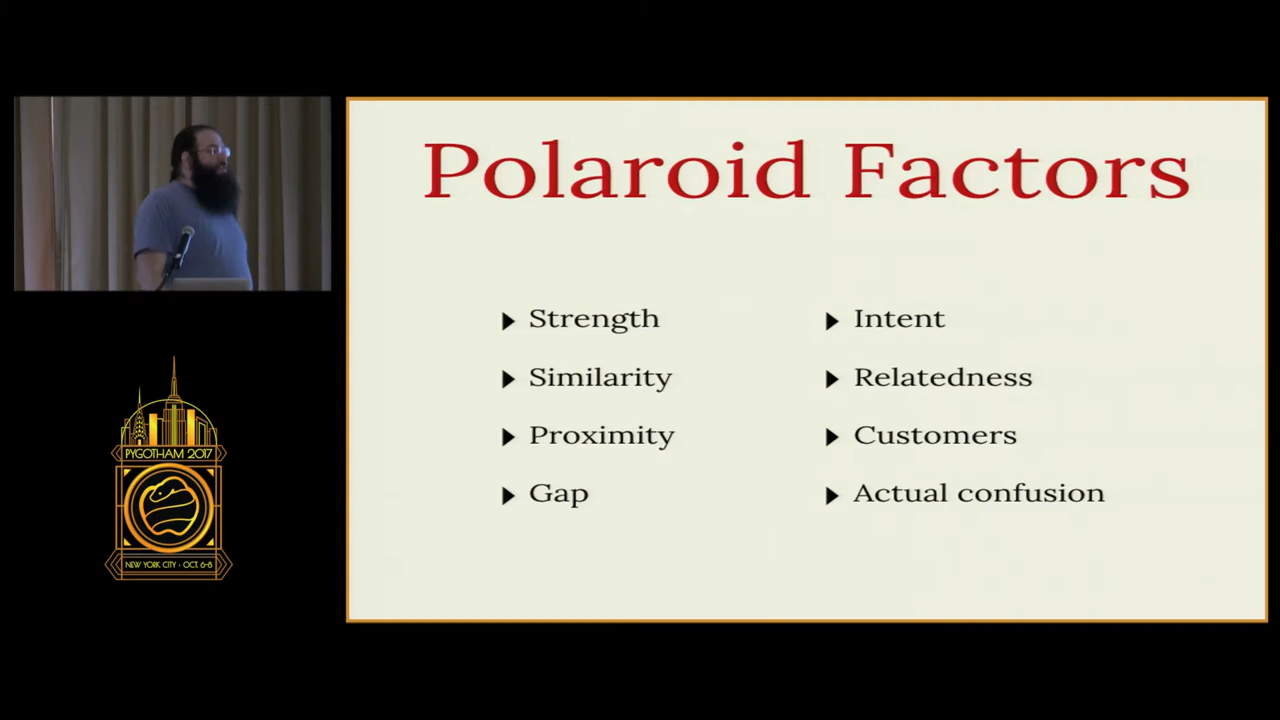 Polaroid Factors
Strength
Similarity
Proximity
Gap
Intent
Relatedness
Customers
Actual confusion
PYGOTHAM 2017
NEW YORK CITY • OCT. 6-8